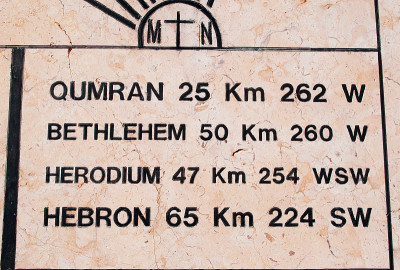 M N
QUMRAN 25 Km 262 W
BETHLEHEM 50 Km 260 W
HERODIUM 47 Km 254 WSW
HEBRON 65 Km 224 SW